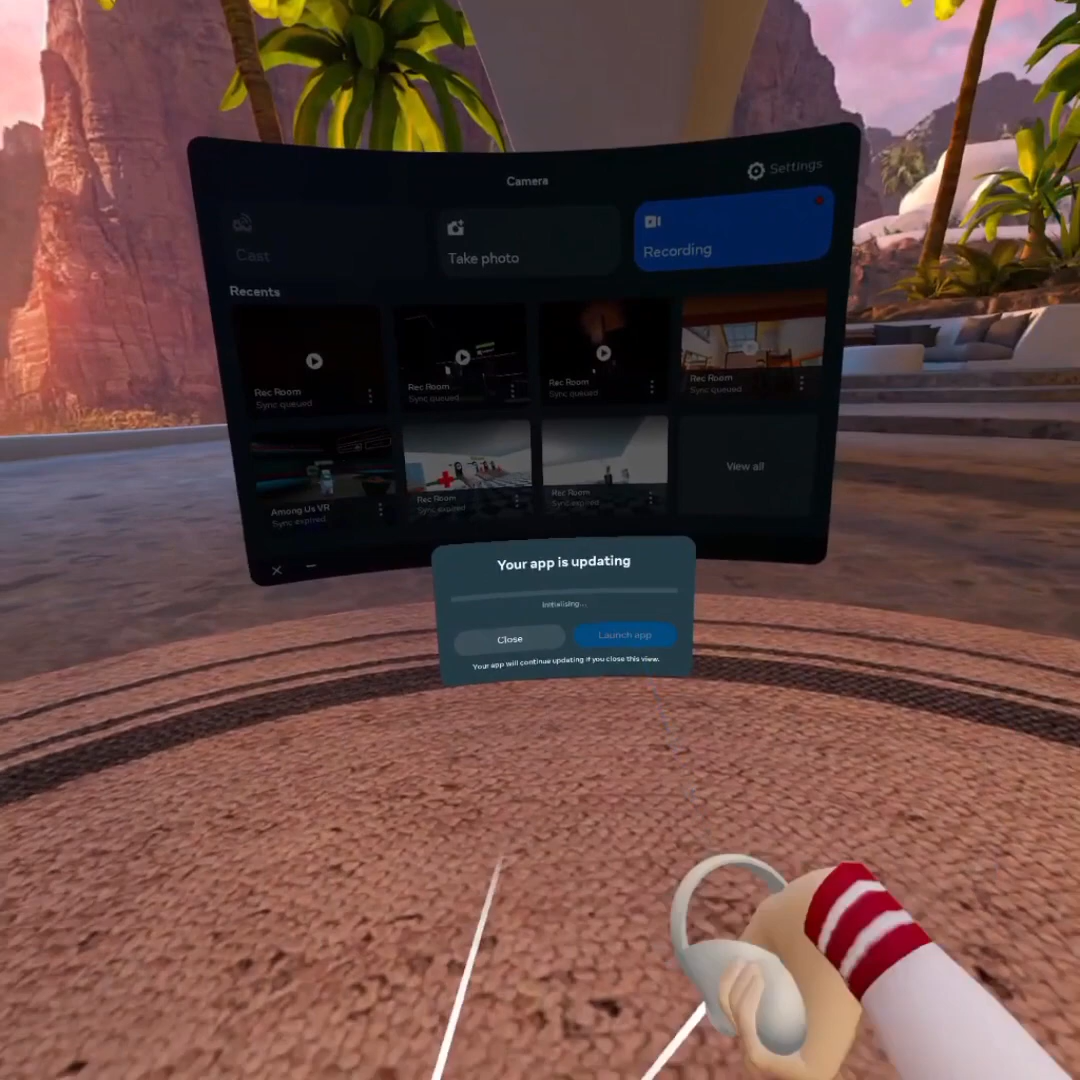 Camera
Settings
Cast
Take photo
Recording
Recents
Rec Room
Sync queued
Rec Room
Sync queued
Rec Room
Sync queued
Rec Room
Sync queued
Among Us VR
Sync expired
Rec Room
Sync expired
Rec Room
Sync expired
View all
Your app is updating
Initialising...
Close
Launch app
Your app will continue updating if you close this view.